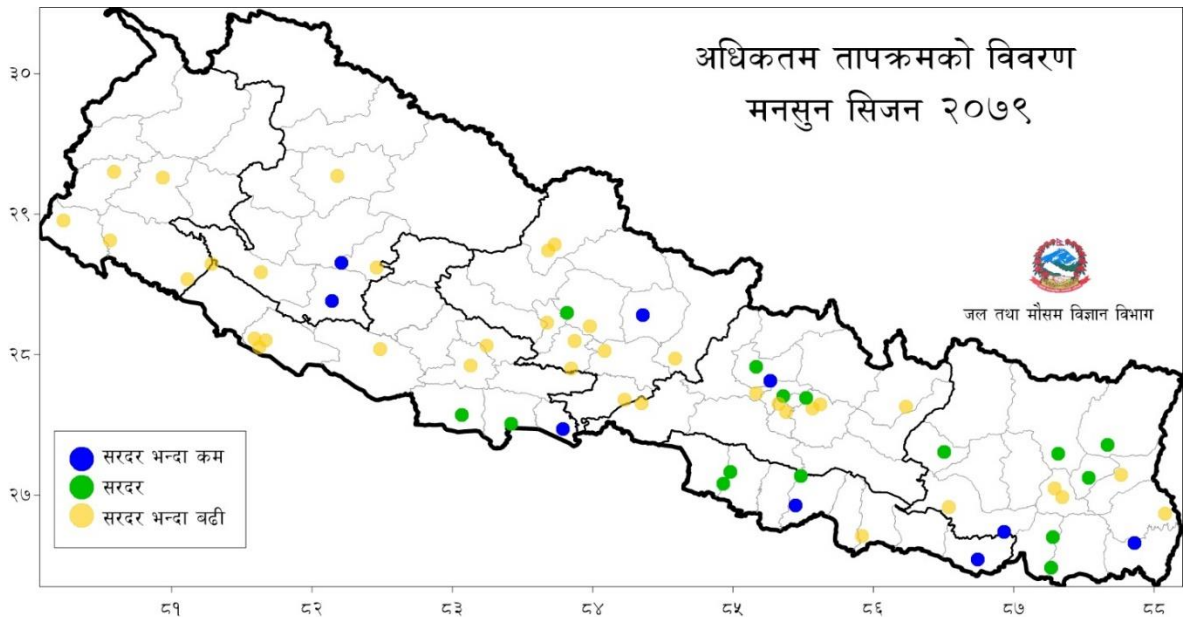 अधिकतम तापक्रमको विवरण
मनसुन सिजन २०७९
३०
२९
२८
२७
जल तथा मौसम विज्ञान विभाग
सरदर भन्दा कम
सरदर
सरदर भन्दा बढी
८१ ८२ ८३ ८४ ८५ ८६ ८७ ८८